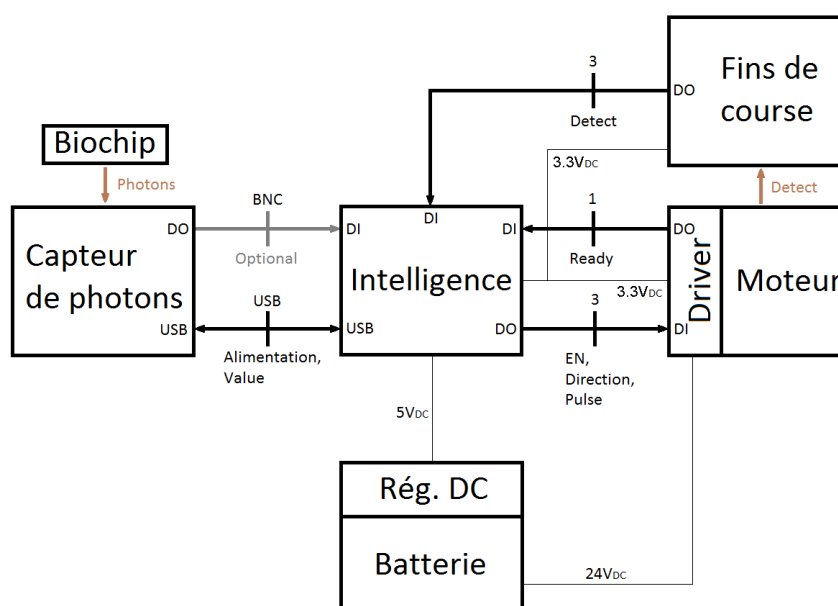 3
Fins de
course
DO
Detect
Biochip
3.3VDC
Photons
Detect
BNC
1
DO
DI
DI
DI
DO
Capteur
de photons
Optional
Intelligence
Ready
Driver
Moteur
3.3VDC
USB
USB
USB
DO
3
DI
Alimentation,
Value
EN,
Direction,
Pulse
5VDC
Rég. DC
Batterie
24VDC